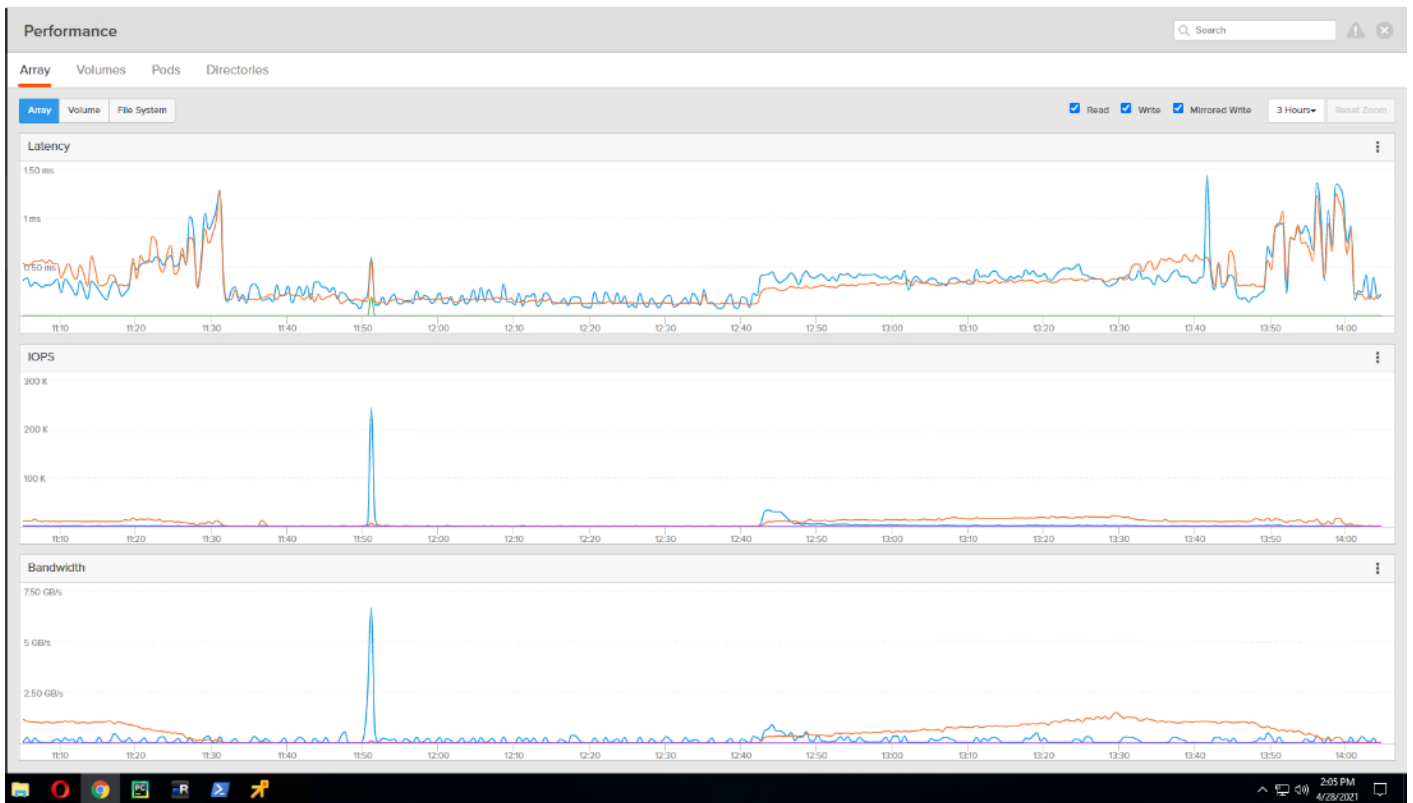 Performance
Search
Array Volumes Pods Directories
Array Volume File System
Read Write Mirrored Write 3 Hours Reset Zoom
Latency
1.50 ms
1 ms
0.50 ms
11:10 11:20 11:30 11:40 11:50 12:00 12:10 12:20 12:30 12:40 12:50 13:00 13:10 13:20 13:30 13:40 13:50 14:00
IOPS
300 K
200 K
100 K
11:10 11:20 11:30 11:40 11:50 12:00 12:10 12:20 12:30 12:40 12:50 13:00 13:10 13:20 13:30 13:40 13:50 14:00
Bandwidth
7.50 GB/s
5 GB/s
2.50 GB/s
11:10 11:20 11:30 11:40 11:50 12:00 12:10 12:20 12:30 12:40 12:50 13:00 13:10 13:20 13:30 13:40 13:50 14:00
PC R
2:05 PM
4/28/2021